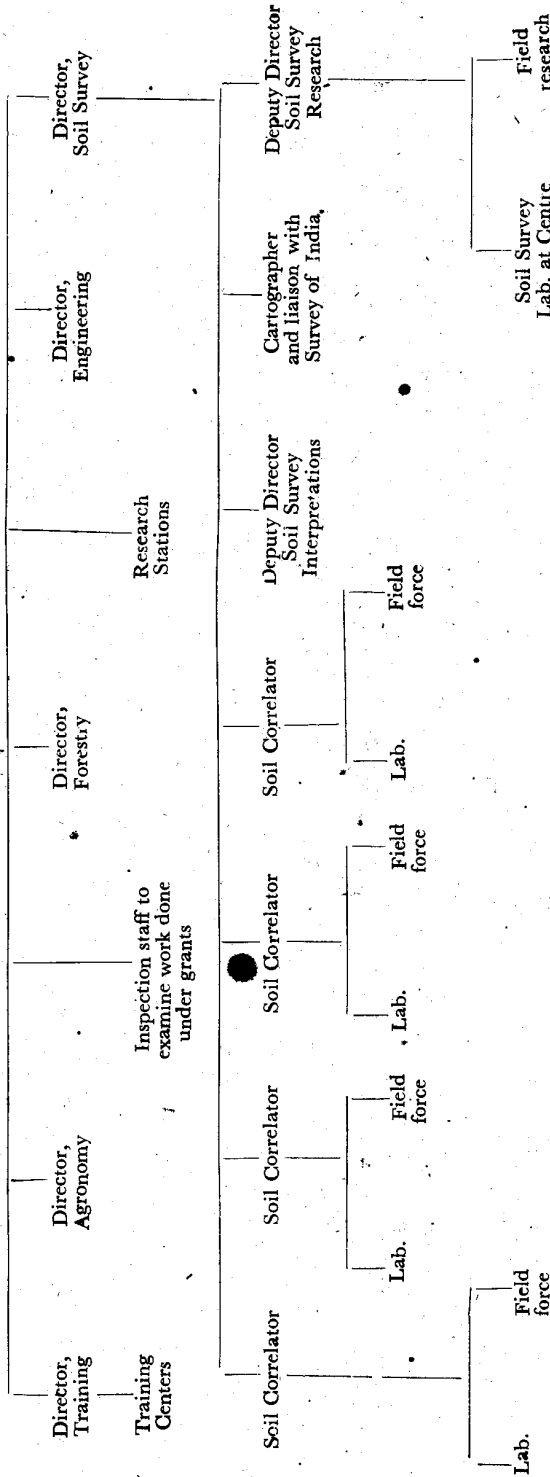 Director,
Training
Training
Centers
Director,
Agronomy
Inspection staff to
examine work done
under grants
Director,
Forestry
Research
Stations
Director,
Engineering
Director,
Soil Survey
Soil Correlator
Lab.
Field
force
Soil Correlator
Lab.
Field
force
Soil Correlator
Lab.
Field
force
Soil Correlator
Lab.
Field
force
Deputy Director
Soil Survey
Interpretations
Cartographer
and liaison with
Survey of India,
Deputy Director
Soil Survey
Research
Soil Survey
Lab. at Centre
Field
research